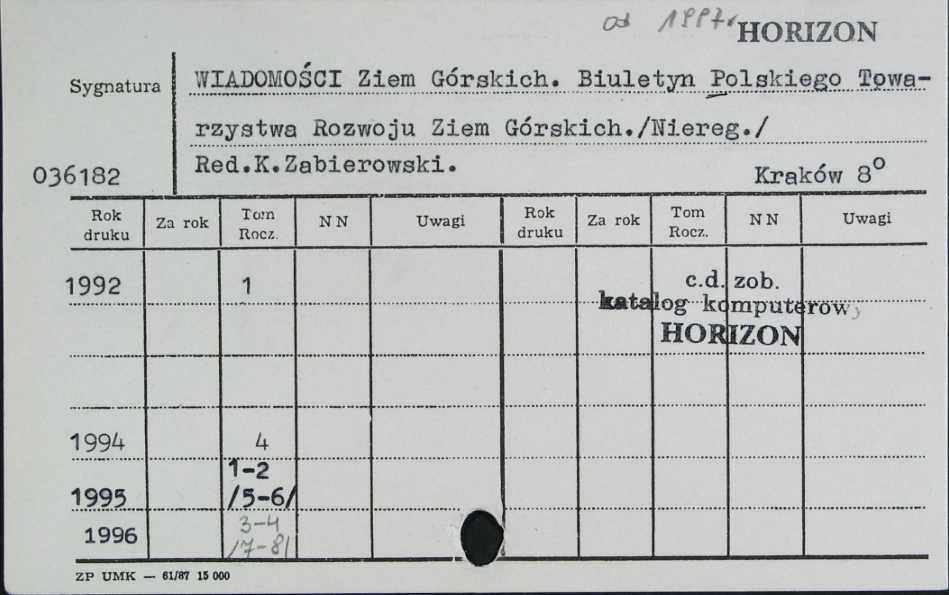 od 1997r. HORIZON
Sygnatura WIADOMOŚCI Ziem Górskich. Biuletyn Polskiego Towa-
rzystwa Rozwoju Ziem Górskich./Niereg./
036182 Red.K.Zabierowski. Kraków 8º
Rok druku Za rok Tom Rocz. N N Uwagi Rok druku Za rok Tom Rocz. N N Uwagi
1992 1 c.d. zob.
katalog komputerowy
HORIZON
1994 4
1-2
1995 /5-6/
3-4
1996 /7-8/
ZP UMK — 61/87 15 000